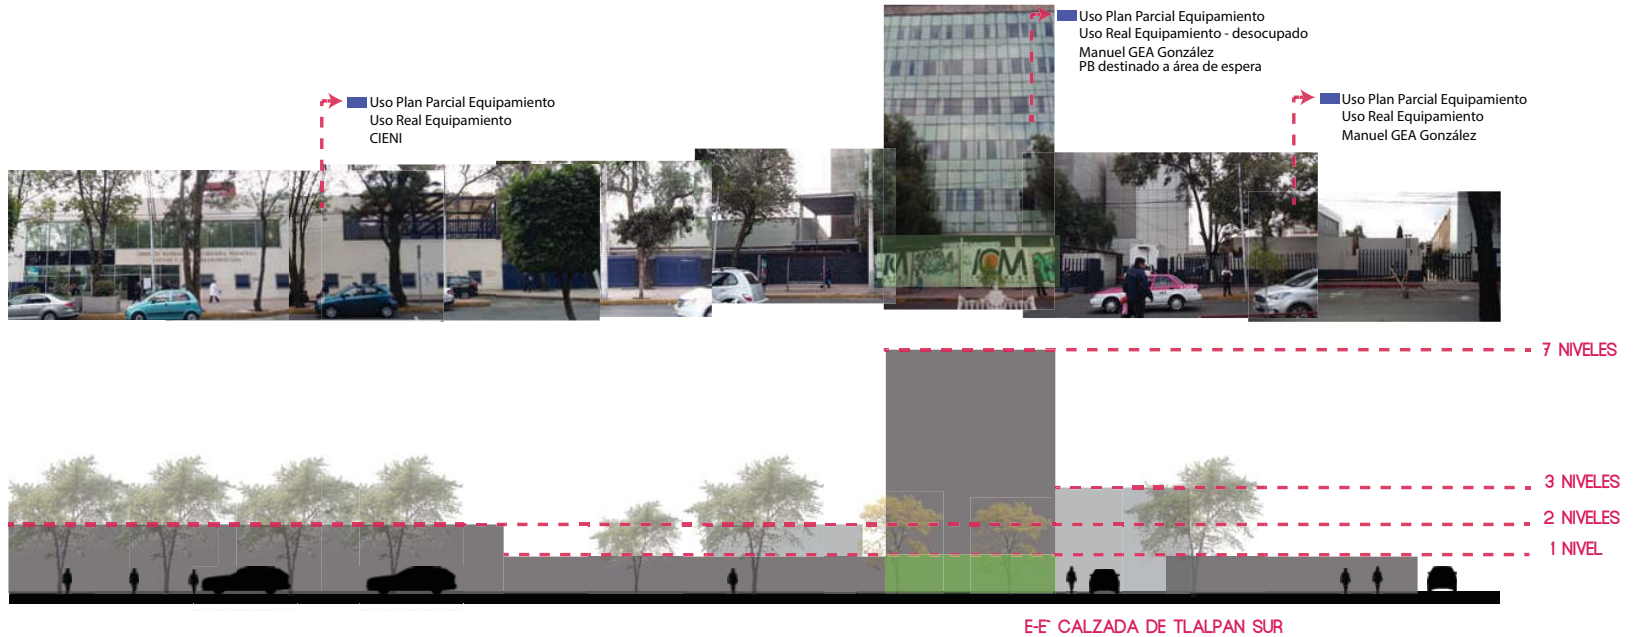 Uso Plan Parcial Equipamiento
Uso Real Equipamiento - desocupado
Manuel GEA González
PB destinado a área de espera
Uso Plan Parcial Equipamiento
Uso Real Equipamiento
CIENI
Uso Plan Parcial Equipamiento
Uso Real Equipamiento
Manuel GEA González
7 NIVELES
3 NIVELES
2 NIVELES
1 NIVEL
E-E` CALZADA DE TLALPAN SUR